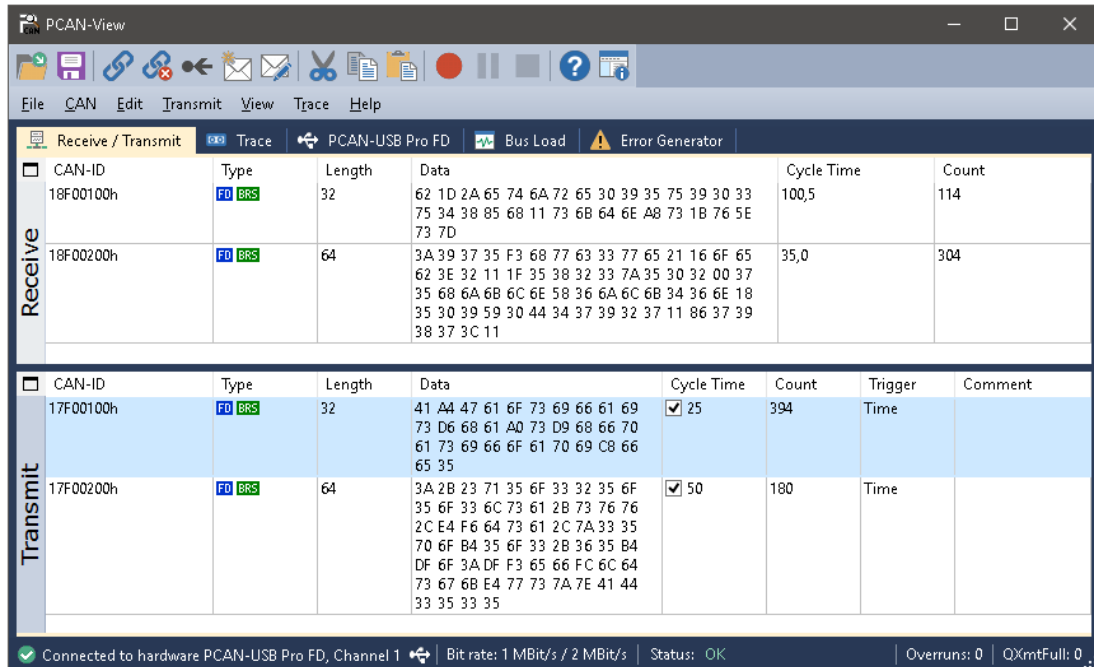 PCAN-View
File CAN Edit Transmit View Trace Help
Receive / Transmit Trace PCAN-USB Pro FD Bus Load Error Generator
CAN-ID Type Length Data Cycle Time Count
Receive
18F00100h FD BRS 32 62 1D 2A 65 74 6A 72 65 30 39 35 75 39 30 33 100,5 114
75 34 38 85 68 11 73 6B 64 6E A8 73 1B 76 5E
73 7D
18F00200h FD BRS 64 3A 39 37 35 F3 68 77 63 33 77 65 21 16 6F 65 35,0 304
62 3E 32 11 1F 35 38 32 33 7A 35 30 32 00 37
35 68 6A 6B 6C 6E 58 36 6A 6C 6B 34 36 6E 18
35 30 39 59 30 44 34 37 39 32 37 11 86 37 39
38 37 3C 11
CAN-ID Type Length Data Cycle Time Count Trigger Comment
Transmit
17F00100h FD BRS 32 41 A4 47 61 6F 73 69 66 61 69 25 394 Time
73 D6 68 61 A0 73 D9 68 66 70
61 73 69 66 6F 61 70 69 C8 66
65 35
17F00200h FD BRS 64 3A 2B 23 71 35 6F 33 32 35 6F 50 180 Time
35 6F 33 6C 73 61 2B 73 76 76
2C E4 F6 64 73 61 2C 7A 33 35
70 6F B4 35 6F 33 2B 36 35 B4
DF 6F 3A DF F3 65 66 FC 6C 64
73 67 6B E4 77 73 7A 7E 41 44
33 35 33 35
Connected to hardware PCAN-USB Pro FD, Channel 1 Bit rate: 1 MBit/s / 2 MBit/s Status: OK Overruns: 0 QXmtFull: 0